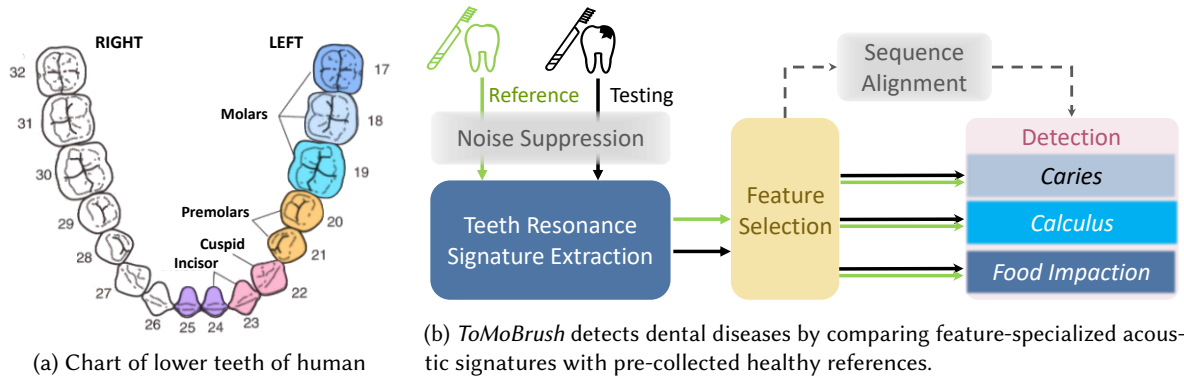 RIGHT
LEFT
32
17
Molars
31
18
30
19
Premolars
29
20
28
Cuspid
21
Incisor
27
22
26
25
24
23
(a) Chart of lower teeth of human
Reference
Testing
Noise Suppression
Teeth Resonance
Signature Extraction
Feature
Selection
Sequence
Alignment
Detection
Caries
Calculus
Food Impaction
(b) ToMoBrush detects dental diseases by comparing feature-specialized acous-
tic signatures with pre-collected healthy references.